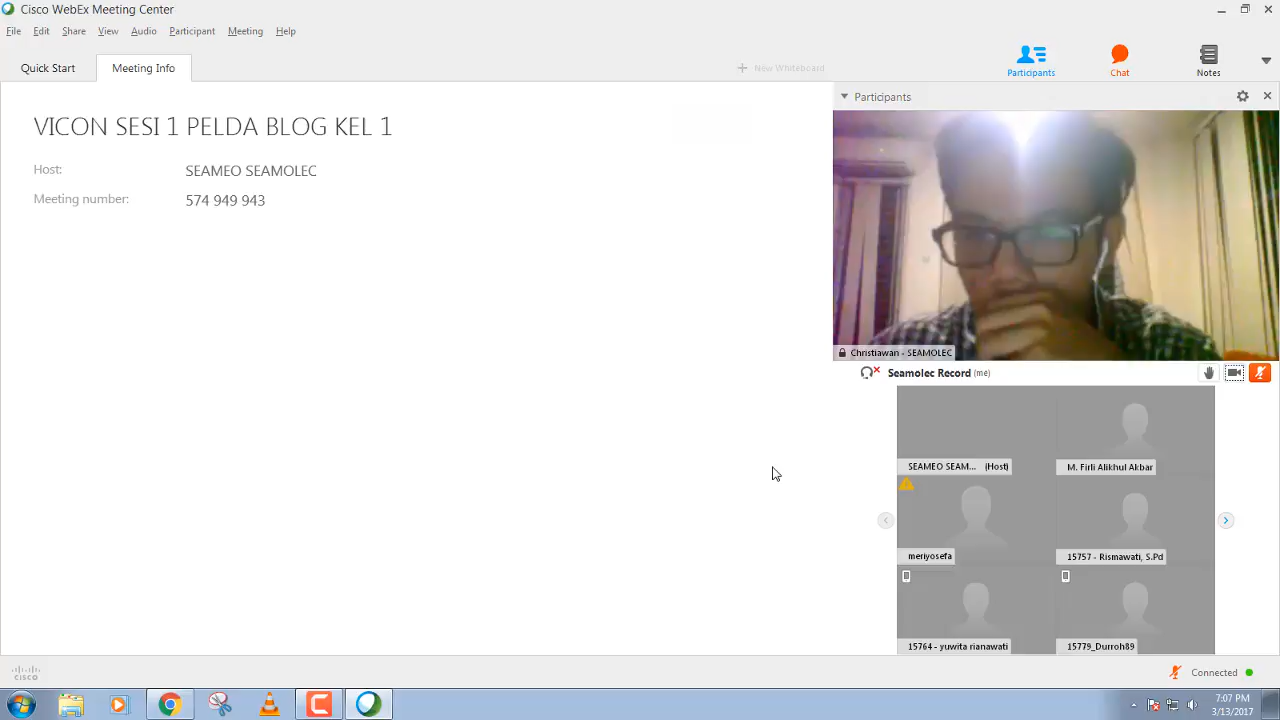 Cisco WebEx Meeting Center
File Edit Share View Audio Participant Meeting Help
Quick Start
Meeting Info
New Whiteboard
Participants
Chat
Notes
Participants
VICON SESI 1 PELDA BLOG KEL 1
Host: SEAMEO SEAMOLEC
Meeting number: 574 949 943
Christiawan - SEAMOLEC
Seamolec Record (me)
SEAMEO SEAM... (Host)
M. Firli Alikhul Akbar
meriyosefa
15757 - Rismawati, S.Pd
15764 - yuwita rianawati
15779_Durroh89
cisco
Connected
7:07 PM
3/13/2017